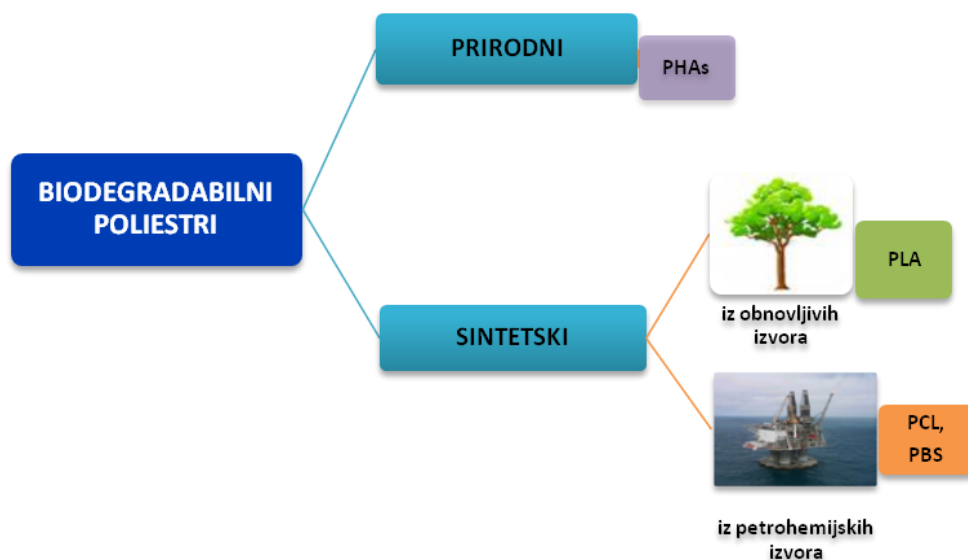 PRIRODNI
PHAs
BIODEGRADABILNI
POLIESTRI
PLA
iz obnovljivih
izvora
SINTETSKI
PCL,
PBS
iz petrohemijskih
izvora